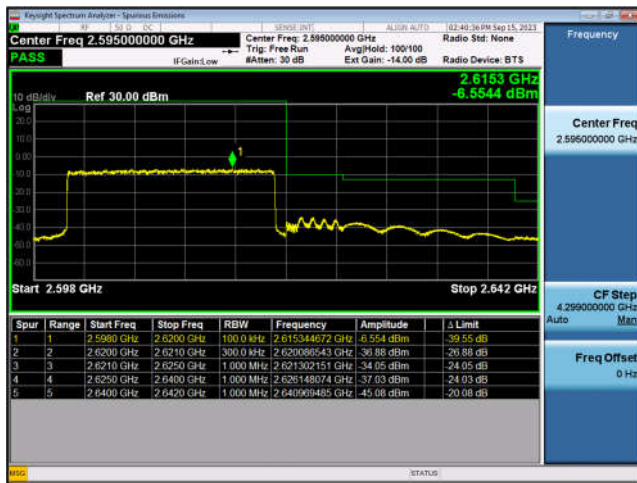 Keysight Spectrum Analyzer - Spurious Emissions
RF 50 Ω DC SENSE:INT ALIGN AUTO 02:40:36 PM Sep 15, 2023
Center Freq 2.595000000 GHz
Center Freq: 2.595000000 GHz
Radio Std: None
Frequency
PASS
Trig: Free Run Avg|Hold: 100/100
IFGain:Low #Atten: 30 dB Ext Gain: -14.00 dB Radio Device: BTS
2.6153 GHz
-6.5544 dBm
10 dB/div Ref 30.00 dBm
Log
20.0
10.0
0.00
-10.0
-20.0
-30.0
-40.0
-50.0
-60.0
1
Start 2.598 GHz Stop 2.642 GHz
Spur Range Start Freq Stop Freq RBW Frequency Amplitude Δ Limit
1 1 2.5980 GHz 2.6200 GHz 100.0 kHz 2.615344672 GHz -6.554 dBm -39.55 dB
2 2 2.6200 GHz 2.6210 GHz 300.0 kHz 2.620086543 GHz -36.88 dBm -26.88 dB
3 3 2.6210 GHz 2.6250 GHz 1.000 MHz 2.621302151 GHz -34.05 dBm -24.05 dB
4 4 2.6250 GHz 2.6400 GHz 1.000 MHz 2.626148074 GHz -37.03 dBm -24.03 dB
5 5 2.6400 GHz 2.6420 GHz 1.000 MHz 2.640969485 GHz -45.08 dBm -20.08 dB
Center Freq
2.595000000 GHz
CF Step
4.299000000 GHz
Auto Man
Freq Offset
0 Hz
MSG STATUS